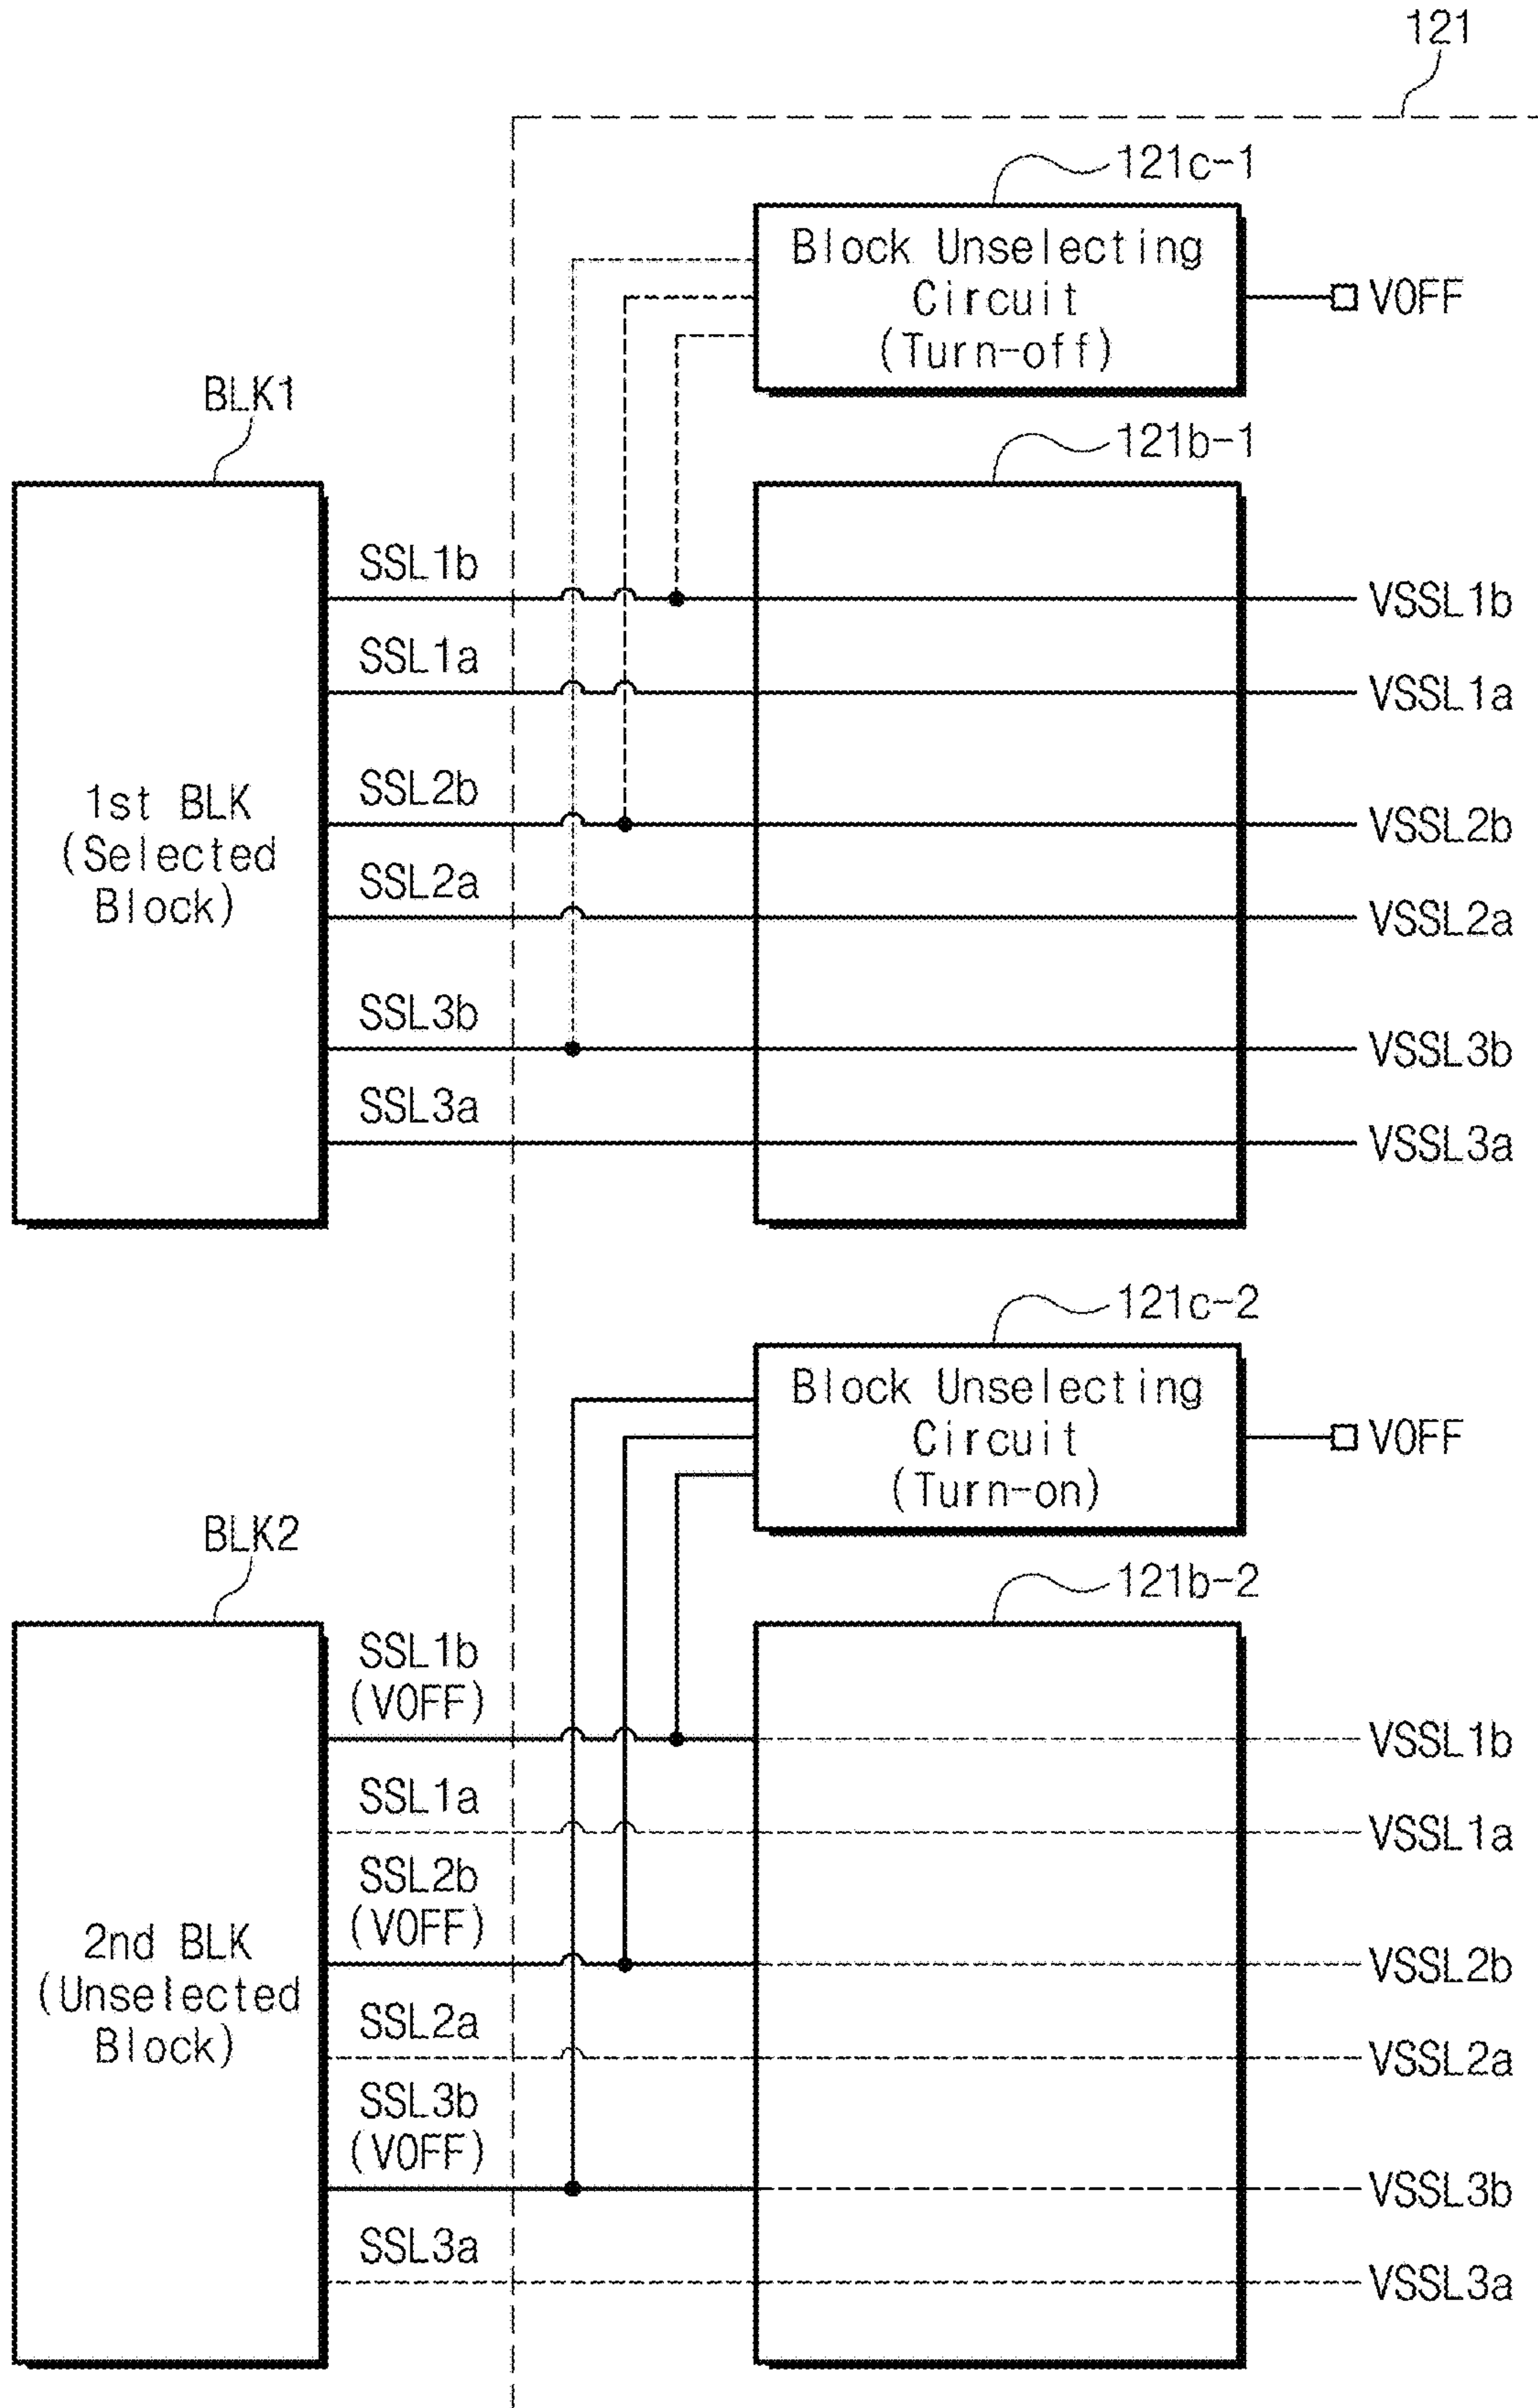 121
121c-1
Block Unselecting
Circuit
(Turn-off)
VOFF
BLK1
121b-1
1st BLK
(Selected
Block)
SSL1b
VSSL1b
SSL1a
VSSL1a
SSL2b
VSSL2b
SSL2a
VSSL2a
SSL3b
VSSL3b
SSL3a
VSSL3a
121c-2
Block Unselecting
Circuit
(Turn-on)
VOFF
BLK2
121b-2
2nd BLK
(Unselected
Block)
SSL1b
(VOFF)
VSSL1b
SSL1a
VSSL1a
SSL2b
(VOFF)
VSSL2b
SSL2a
VSSL2a
SSL3b
(VOFF)
VSSL3b
SSL3a
VSSL3a